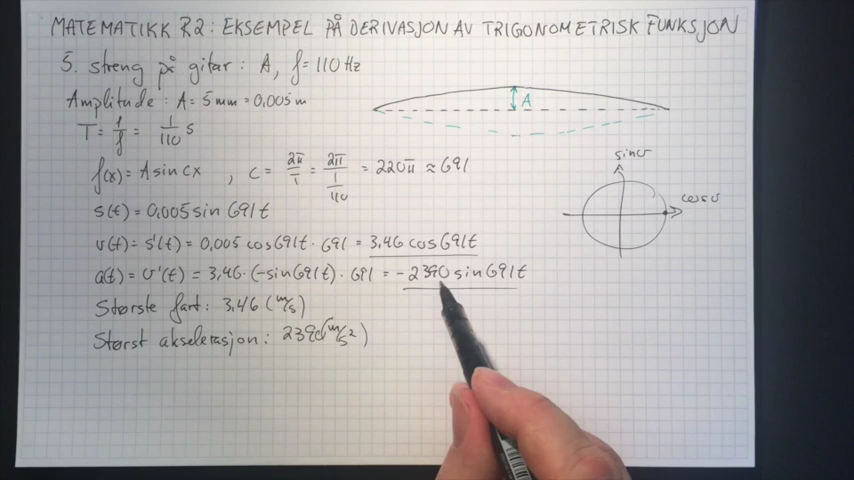 MATEMATIKK R2: EKSEMPEL PÅ DERIVASJON AV TRIGONOMETRISK FUNKSJON
5. streng på gitar: A, f = 110 Hz
Amplitude: A = 5 mm = 0,005 m
A
T = 1/f = 1/110 s
f(x) = A sin cx , c = 2π/T = 2π/(1/110) = 220π ≈ 691
sin v
cos v
s(t) = 0,005 sin 691t
v(t) = s'(t) = 0,005 cos 691t · 691 = 3,46 cos 691t
a(t) = v'(t) = 3,46 · (-sin 691t) · 691 = -2390 sin 691t
Største fart: 3,46 (m/s)
Størst akselerasjon: 2390 (m/s²)